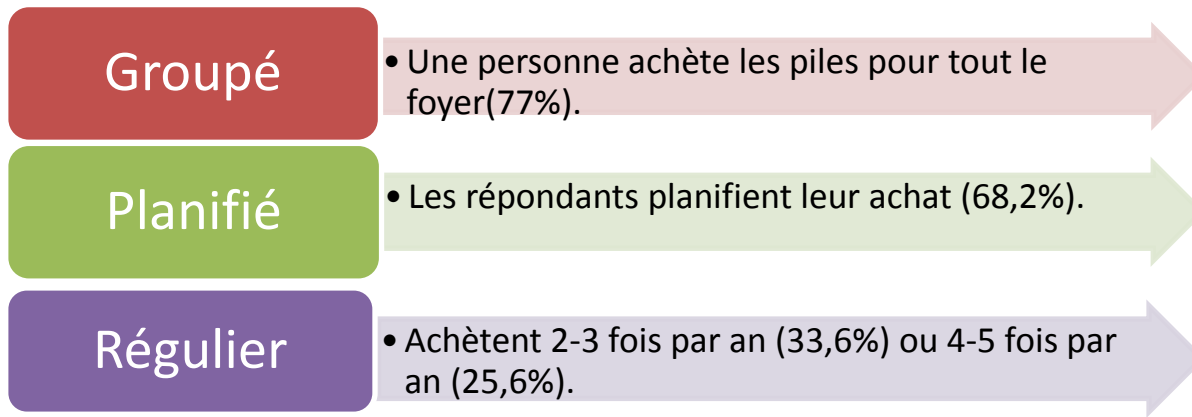 Groupé
• Une personne achète les piles pour tout le
foyer(77%).
Planifié
• Les répondants planifient leur achat (68,2%).
Régulier
• Achètent 2-3 fois par an (33,6%) ou 4-5 fois par
an (25,6%).